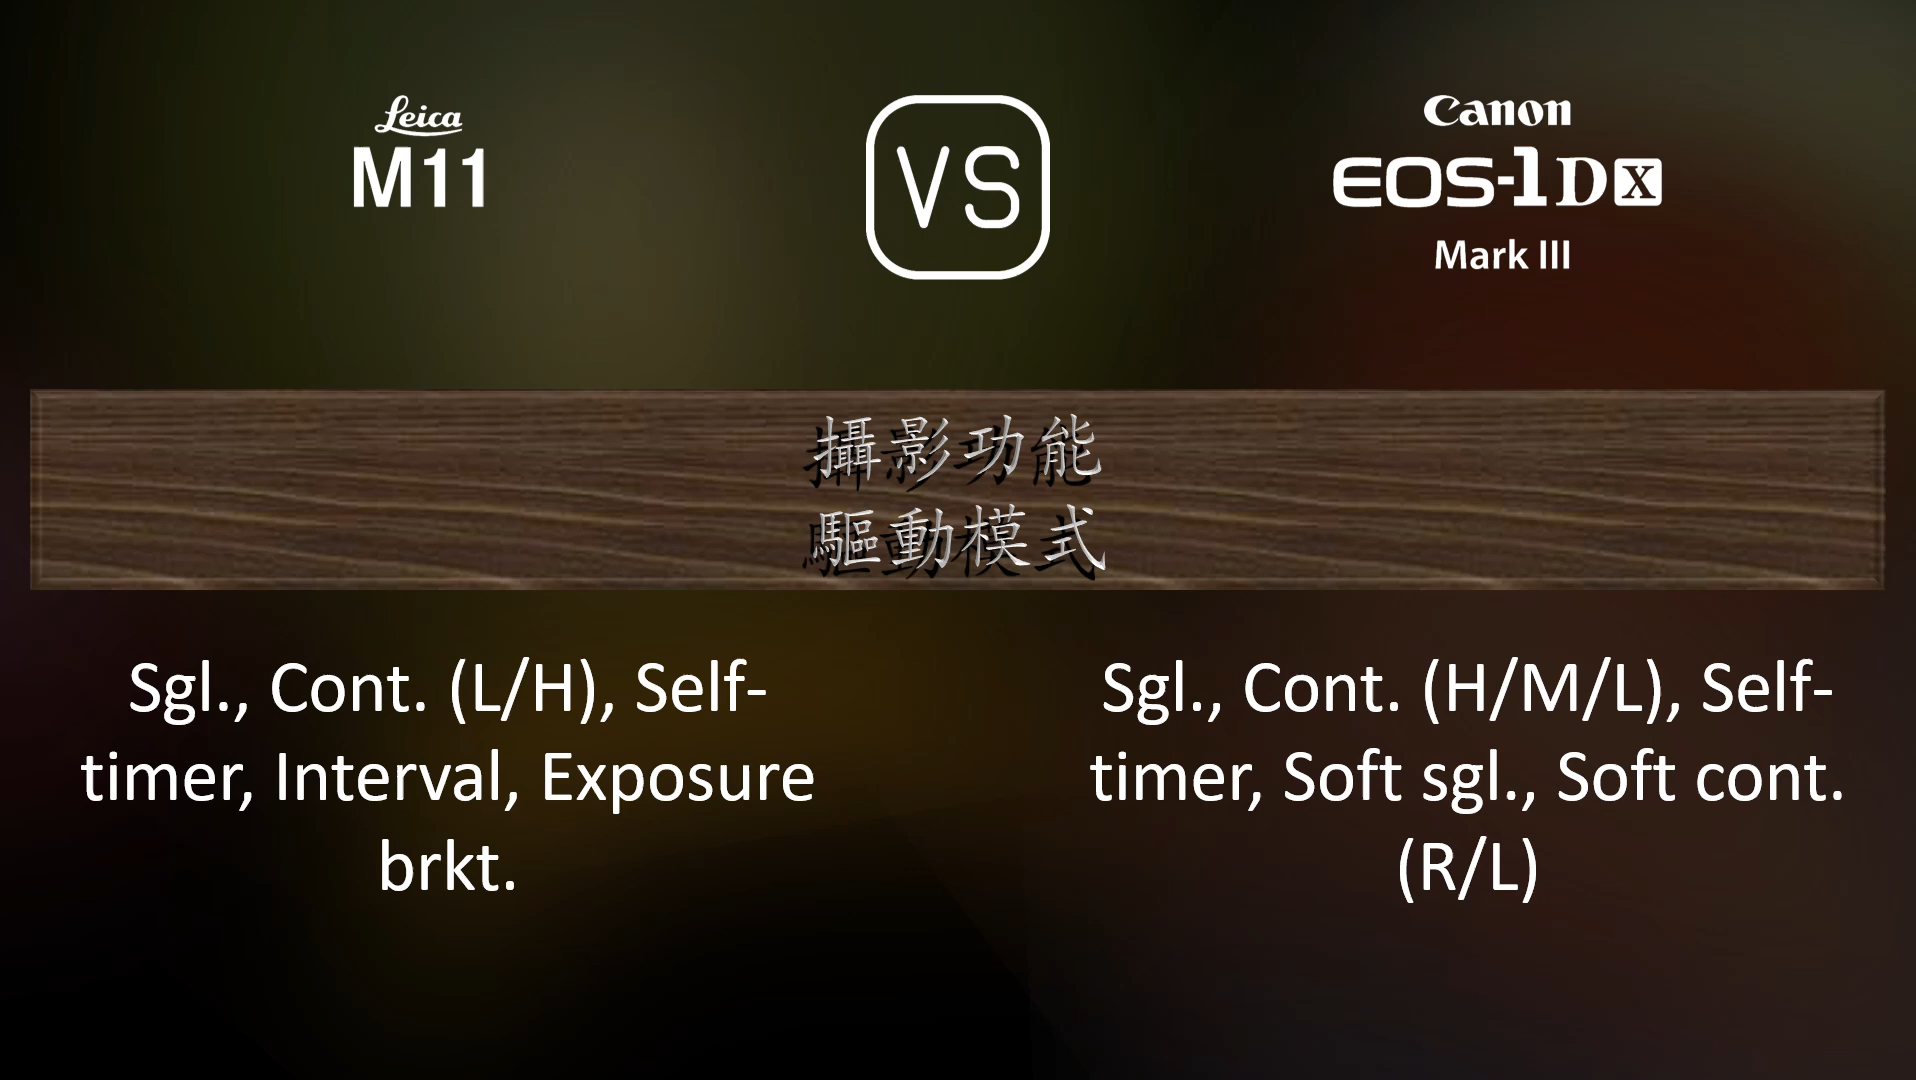 Leica
M11
VS
Canon
EOS-1DX
Mark III
攝影功能
驅動模式
Sgl., Cont. (L/H), Self-
timer, Interval, Exposure
brkt.
Sgl., Cont. (H/M/L), Self-
timer, Soft sgl., Soft cont.
(R/L)